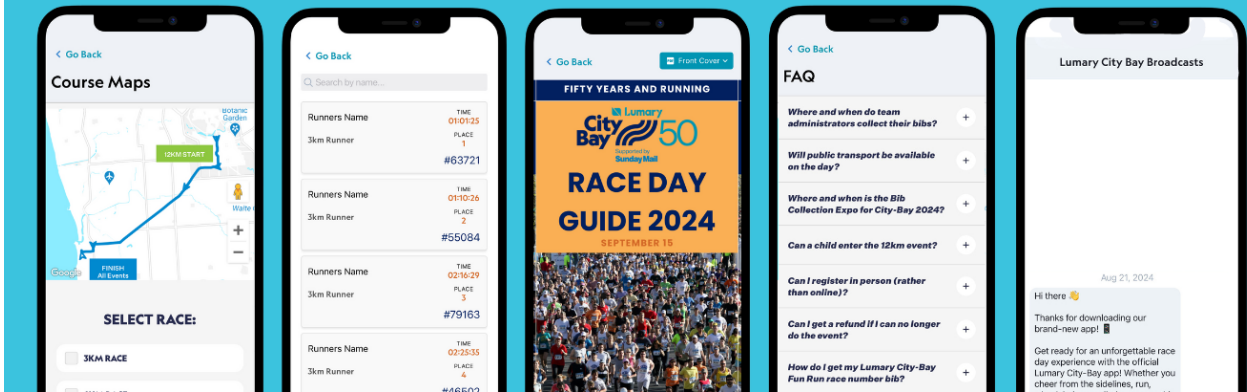 Go Back
Course Maps
Botanic
Garden
12KM START
Waite
Google
FINISH
All Events
SELECT RACE:
3KM RACE
Go Back
Search by name...
Runners Name
TIME
01:01:25
3km Runner
PLACE
1
#63721
Runners Name
TIME
01:10:26
3km Runner
PLACE
2
#55084
Runners Name
TIME
02:16:29
3km Runner
PLACE
3
#79163
Runners Name
TIME
02:25:35
3km Runner
PLACE
4
#46502
Go Back
Front Cover
FIFTY YEARS AND RUNNING
Lumary
City
Bay 50
Supported by
Sunday Mail
RACE DAY
GUIDE 2024
SEPTEMBER 15
Go Back
FAQ
Where and when do team
administrators collect their bibs?
Will public transport be available
on the day?
Where and when is the Bib
Collection Expo for City-Bay 2024?
Can a child enter the 12km event?
Can I register in person (rather
than online)?
Can I get a refund if I can no longer
do the event?
How do I get my Lumary City-Bay
Fun Run race number bib?
Lumary City Bay Broadcasts
Aug 21, 2024
Hi there 👋
Thanks for downloading our
brand-new app! 📱
Get ready for an unforgettable race
day experience with the official
Lumary City-Bay app! Whether you
cheer from the sidelines, run,